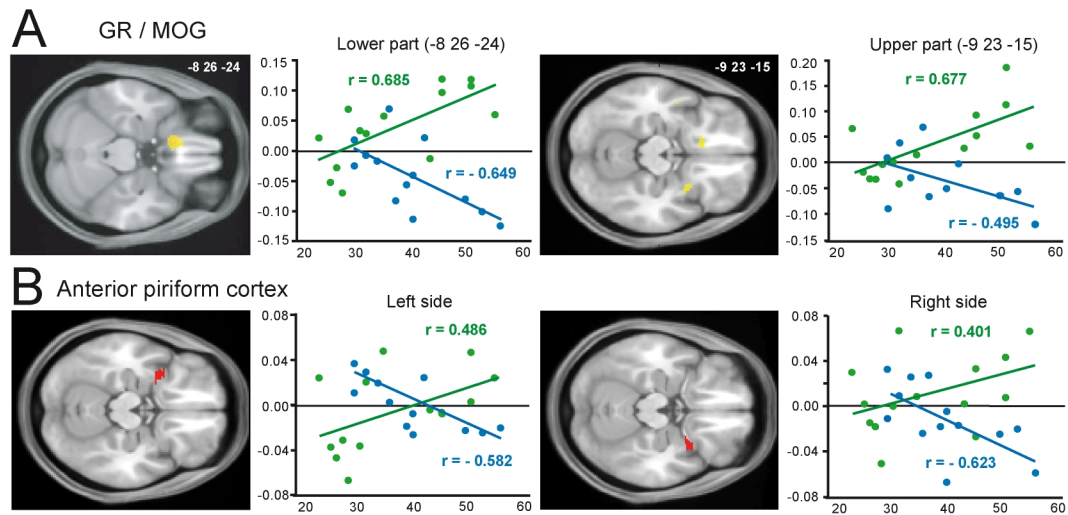 A
GR / MOG
-8 26 -24
Lower part (-8 26 -24)
0.15
0.10
0.05
0.00
-0.05
-0.10
-0.15
r = 0.685
r = - 0.649
20 30 40 50 60
-9 23 -15
Upper part (-9 23 -15)
0.20
0.15
0.10
0.05
0.00
-0.05
-0.10
-0.15
r = 0.677
r = - 0.495
20 30 40 50 60
B
Anterior piriform cortex
Left side
0.08
0.04
0.00
-0.04
-0.08
r = 0.486
r = - 0.582
20 30 40 50 60
Right side
0.08
0.04
0.00
-0.04
-0.08
r = 0.401
r = - 0.623
20 30 40 50 60